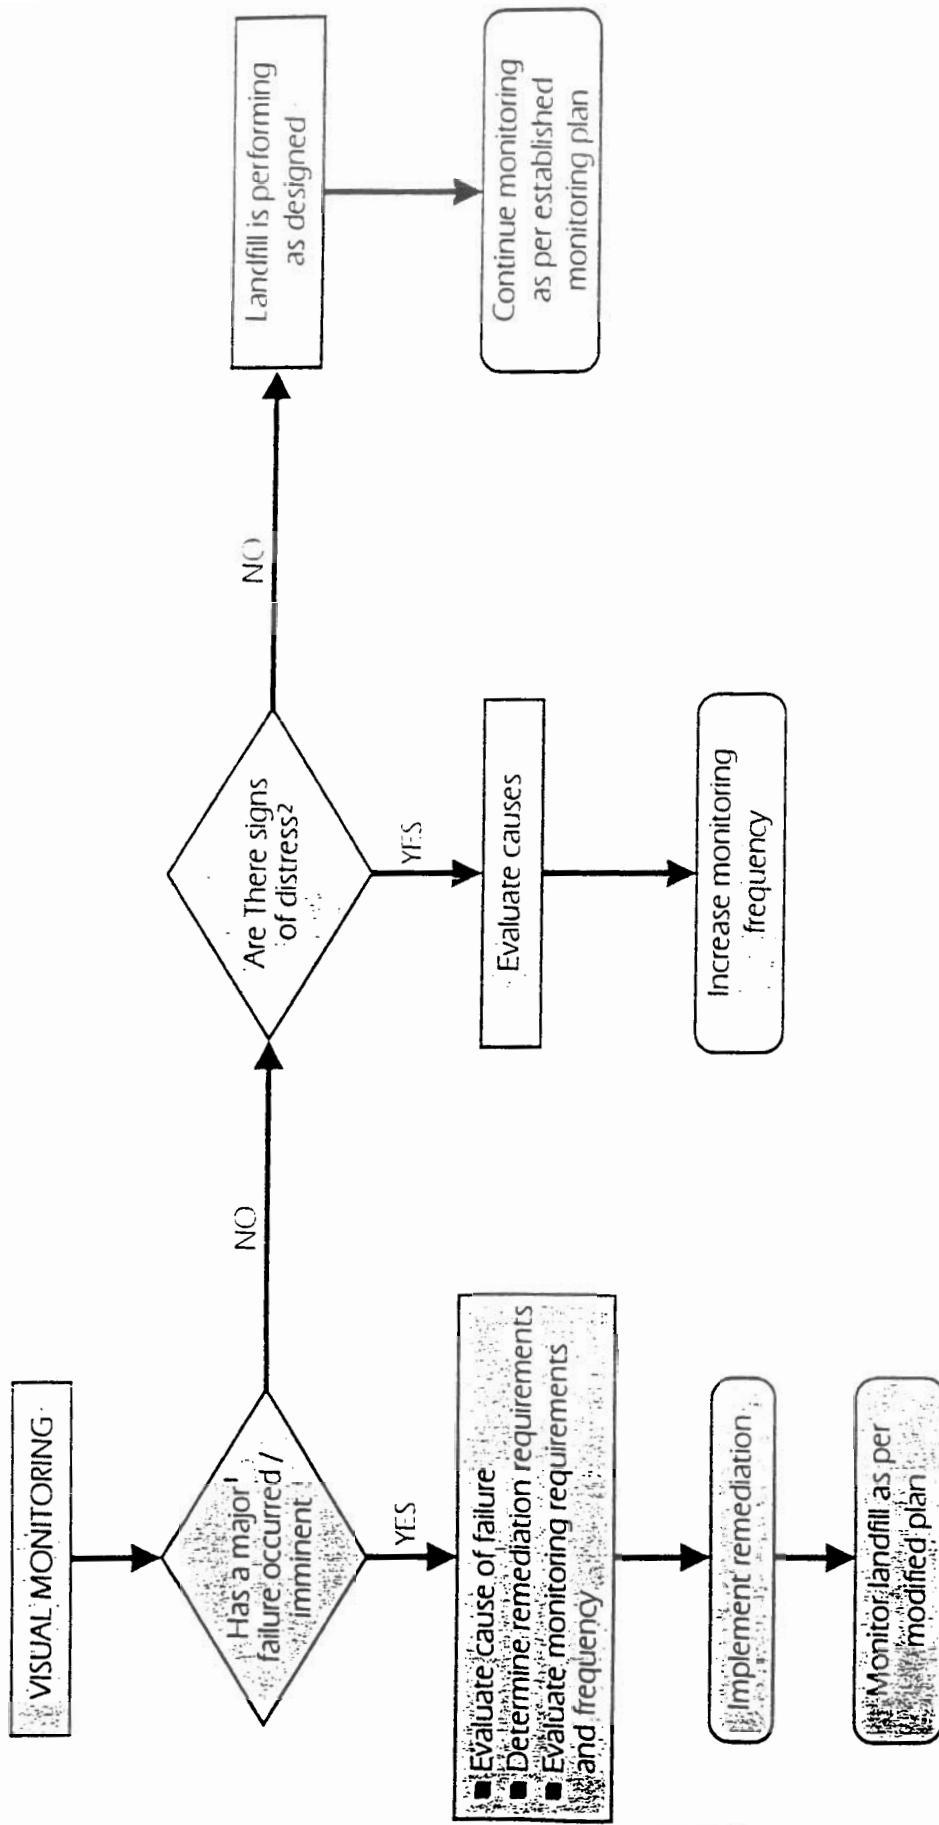 VISUAL MONITORING
Has a major¹
failure occurred /
imminent
NO
YES
■ Evaluate cause of failure
■ Determine remediation requirements
■ Evaluate monitoring requirements
and frequency
Implement remediation
Monitor landfill as per
modified plan
Are There signs
of distress²
NO
YES
Evaluate causes
Increase monitoring
frequency
Landfill is performing
as designed
Continue monitoring
as per established
monitoring plan